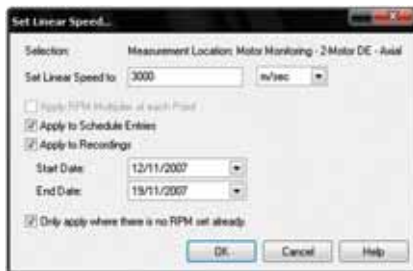 Set Linear Speed...
Selection: Measurement Location: Motor Monitoring - 2-Motor DE - Axial
Set Linear Speed to: 3000 m/sec
Apply RPM Multiplier at each Point
Apply to Schedule Entries
Apply to Recordings
Start Date: 12/11/2007
End Date: 19/11/2007
Only apply where there is no RPM set already
OK Cancel Help